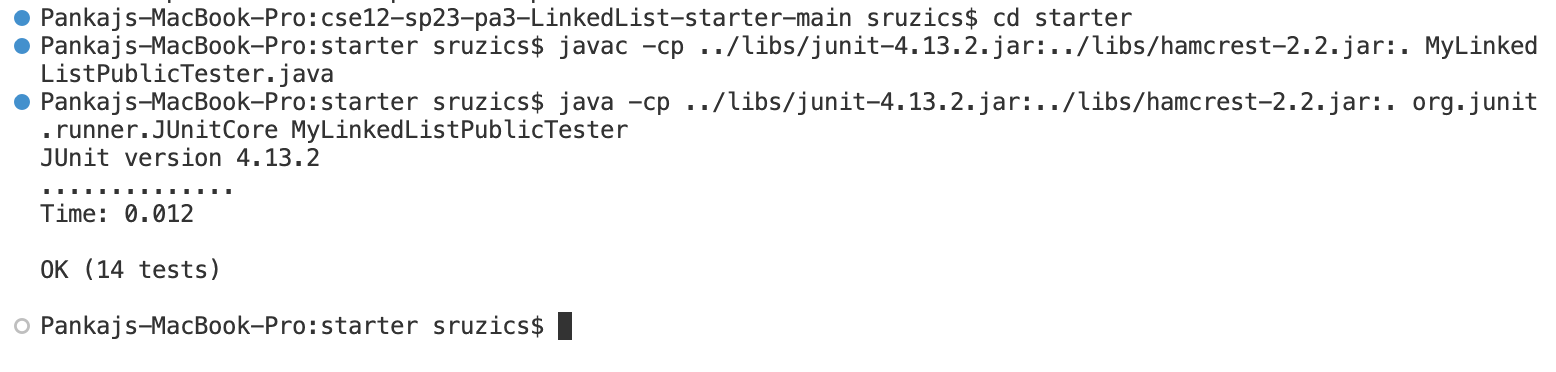 Pankajs-MacBook-Pro:cse12-sp23-pa3-LinkedList-starter-main sruzics$ cd starter
Pankajs-MacBook-Pro:starter sruzics$ javac -cp ../libs/junit-4.13.2.jar:../libs/hamcrest-2.2.jar:. MyLinked
ListPublicTester.java
Pankajs-MacBook-Pro:starter sruzics$ java -cp ../libs/junit-4.13.2.jar:../libs/hamcrest-2.2.jar:. org.junit
.runner.JUnitCore MyLinkedListPublicTester
JUnit version 4.13.2
..............
Time: 0.012
OK (14 tests)
Pankajs-MacBook-Pro:starter sruzics$